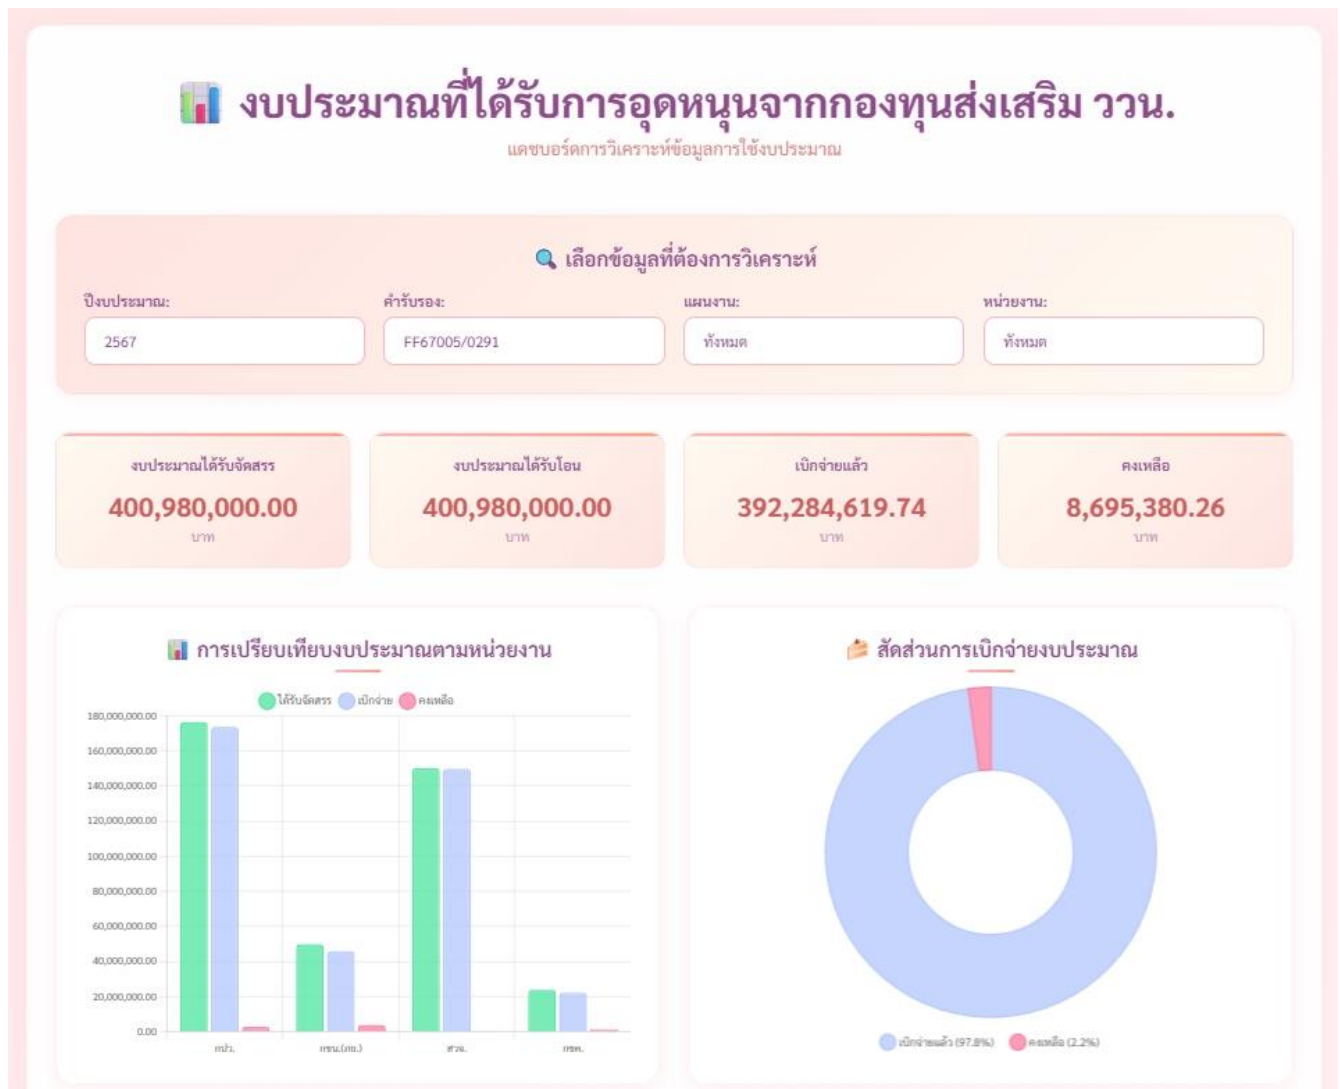 งบประมาณที่ได้รับการอุดหนุนจากกองทุนส่งเสริม ววน.
แดชบอร์ดการวิเคราะห์ข้อมูลการใช้งบประมาณ
เลือกข้อมูลที่ต้องการวิเคราะห์
ปีงบประมาณ:
2567
คำรับรอง:
FF67005/0291
แผนงาน:
ทั้งหมด
หน่วยงาน:
ทั้งหมด
งบประมาณได้รับจัดสรร
400,980,000.00
บาท
งบประมาณได้รับโอน
400,980,000.00
บาท
เบิกจ่ายแล้ว
392,284,619.74
บาท
คงเหลือ
8,695,380.26
บาท
การเปรียบเทียบงบประมาณตามหน่วยงาน
ได้รับจัดสรร เบิกจ่าย คงเหลือ
180,000,000.00
160,000,000.00
140,000,000.00
120,000,000.00
100,000,000.00
80,000,000.00
60,000,000.00
40,000,000.00
20,000,000.00
0.00
สัดส่วนการเบิกจ่ายงบประมาณ
เบิกจ่ายแล้ว (97.8%) คงเหลือ (2.2%)